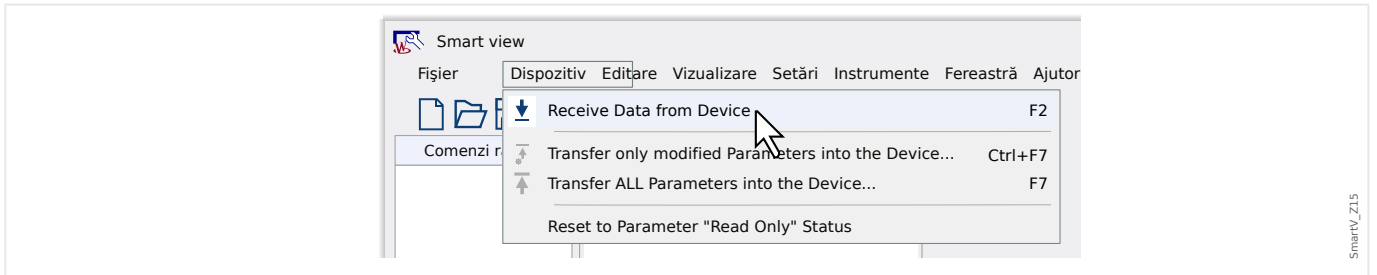 Smart view
Fişier Dispozitiv Editare Vizualizare Setări Instrumente Fereastră Ajutor
Receive Data from Device F2
Comenzi
Transfer only modified Parameters into the Device... Ctrl+F7
Transfer ALL Parameters into the Device... F7
Reset to Parameter "Read Only" Status
SmartV_Z15